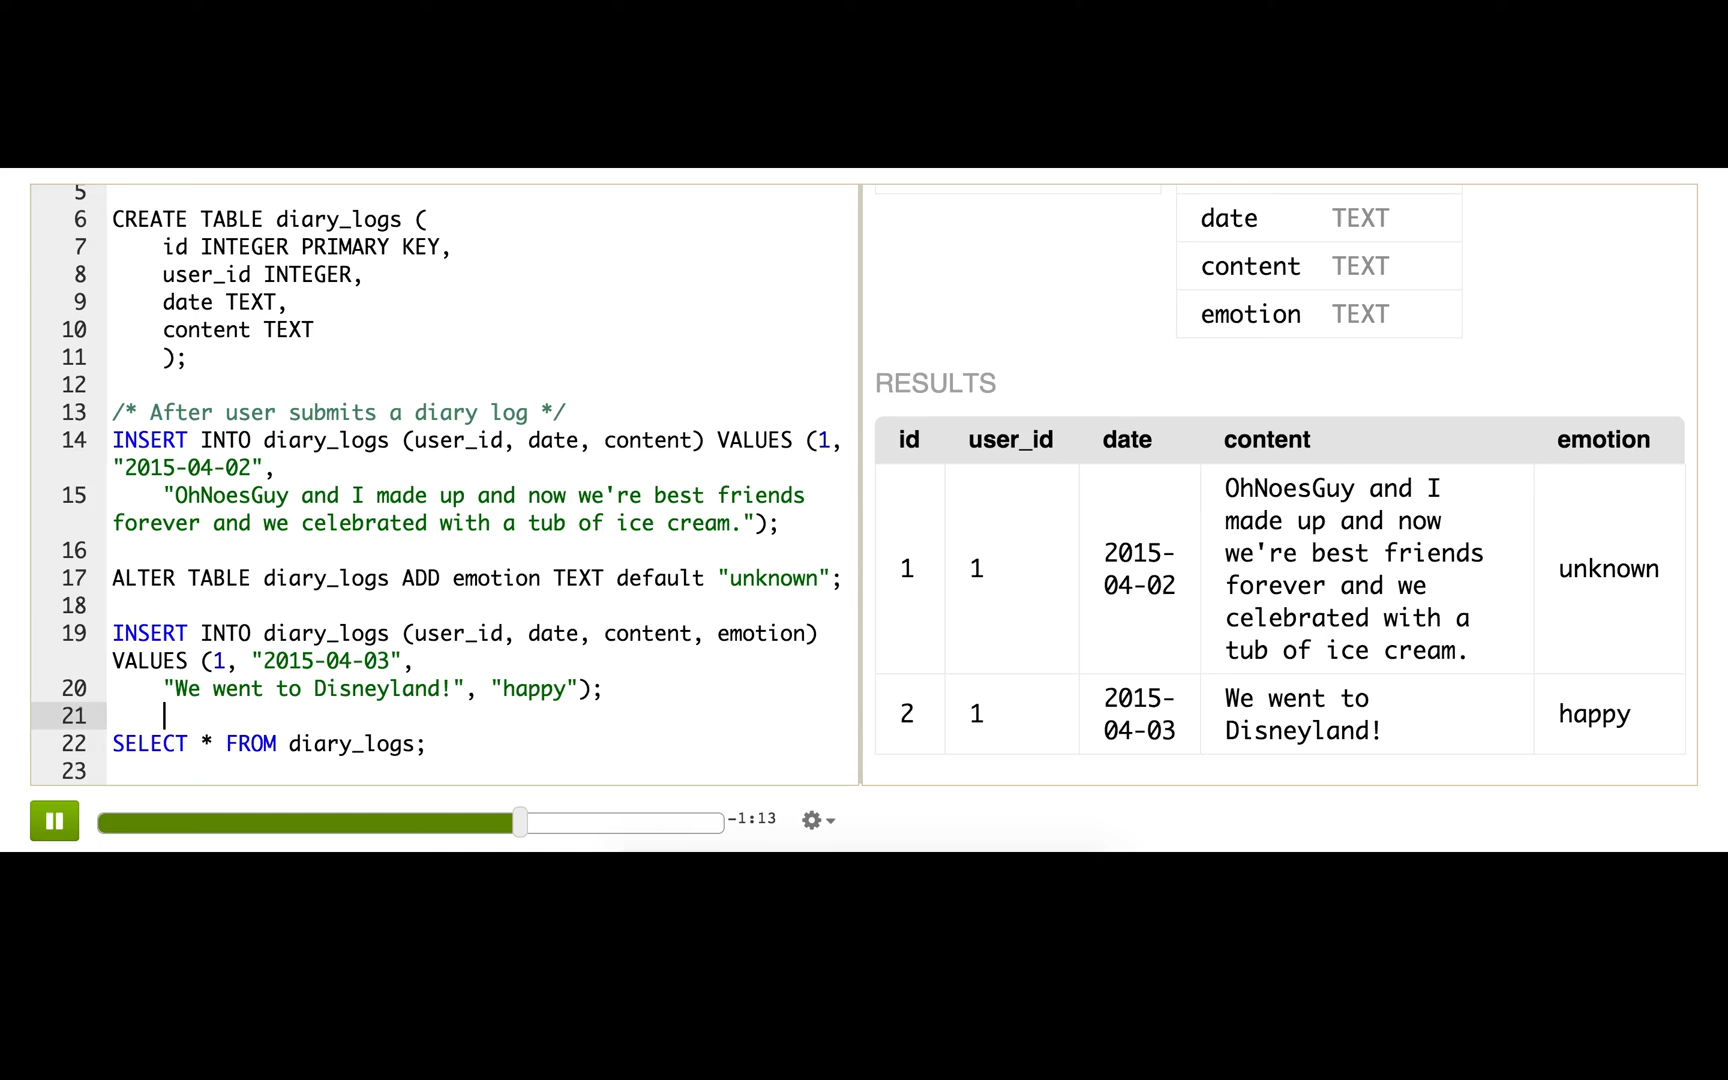 5
6 CREATE TABLE diary_logs (
7 id INTEGER PRIMARY KEY,
8 user_id INTEGER,
9 date TEXT,
10 content TEXT
11 );
12
13 /* After user submits a diary log */
14 INSERT INTO diary_logs (user_id, date, content) VALUES (1,
"2015-04-02",
15 "OhNoesGuy and I made up and now we're best friends
forever and we celebrated with a tub of ice cream.");
16
17 ALTER TABLE diary_logs ADD emotion TEXT default "unknown";
18
19 INSERT INTO diary_logs (user_id, date, content, emotion)
VALUES (1, "2015-04-03",
20 "We went to Disneyland!", "happy");
21
22 SELECT * FROM diary_logs;
23
-1:13
date TEXT
content TEXT
emotion TEXT
RESULTS
id user_id date content emotion
1 1 2015-
04-02 OhNoesGuy and I
made up and now
we're best friends
forever and we
celebrated with a
tub of ice cream. unknown
2 1 2015-
04-03 We went to
Disneyland! happy